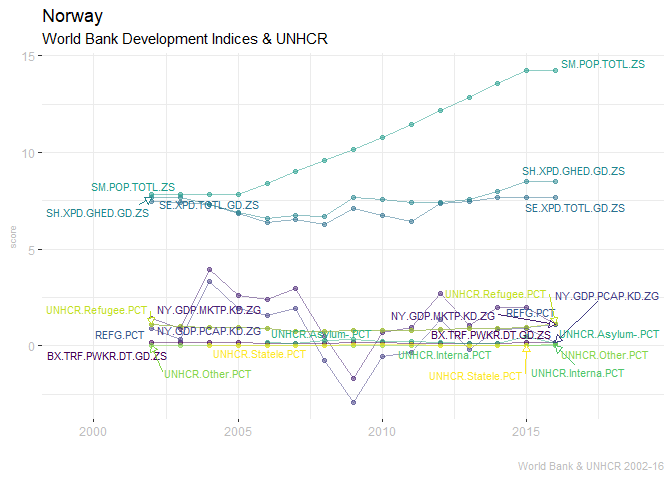 Norway
World Bank Development Indices & UNHCR
15
10
5
0
score
SM.POP.TOTL.ZS
SM.POP.TOTL.ZS
SH.XPD.GHED.GD.ZS
SE.XPD.TOTL.GD.ZS
SH.XPD.GHED.GD.ZS
SE.XPD.TOTL.GD.ZS
UNHCR.Refugee.PCT
NY.GDP.PCAP.KD.ZG
UNHCR.Refugee.PCT
NY.GDP.MKTP.KD.ZG
NY.GDP.MKTP.KD.ZG
REFG.PCT
REFG.PCT
NY.GDP.PCAP.KD.ZG
UNHCR.Asylum-.PCT
BX.TRF.PWKR.DT.GD.ZS
UNHCR.Asylum-.PCT
BX.TRF.PWKR.DT.GD.ZS
UNHCR.Statele.PCT
UNHCR.Interna.PCT
UNHCR.Other.PCT
UNHCR.Other.PCT
UNHCR.Statele.PCT
UNHCR.Interna.PCT
2000
2005
2010
2015
World Bank & UNHCR 2002-16